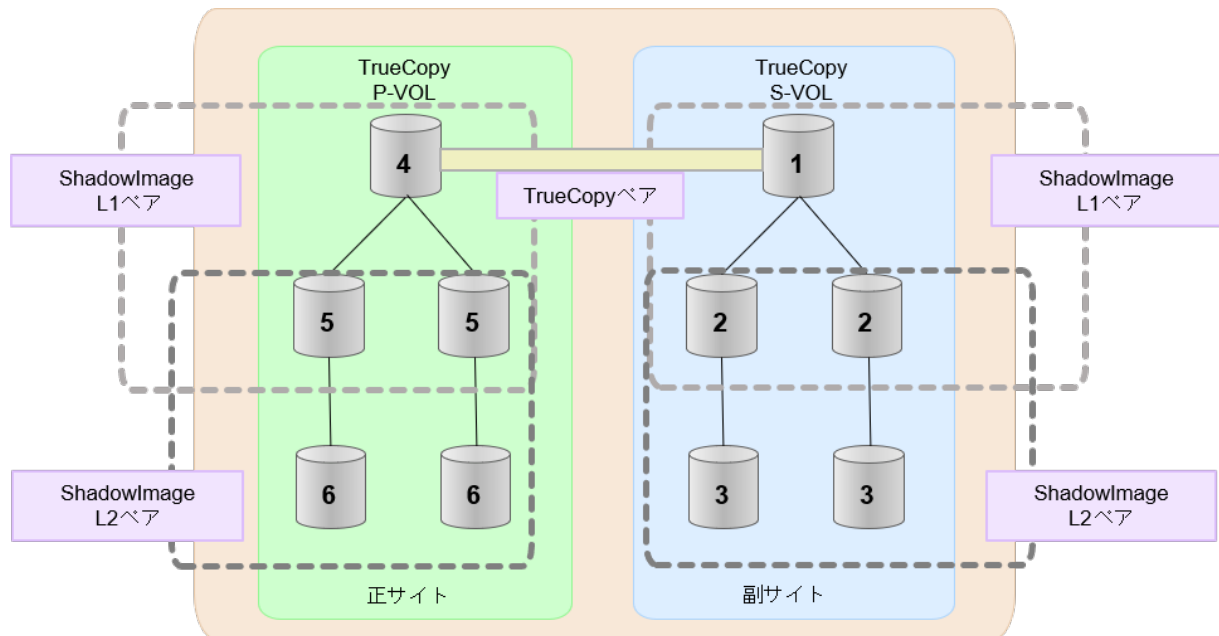 TrueCopy
P-VOL
TrueCopy
S-VOL
4
1
ShadowImage
L1ペア
TrueCopyペア
ShadowImage
L1ペア
5
5
2
2
6
6
3
3
ShadowImage
L2ペア
ShadowImage
L2ペア
正サイト
副サイト